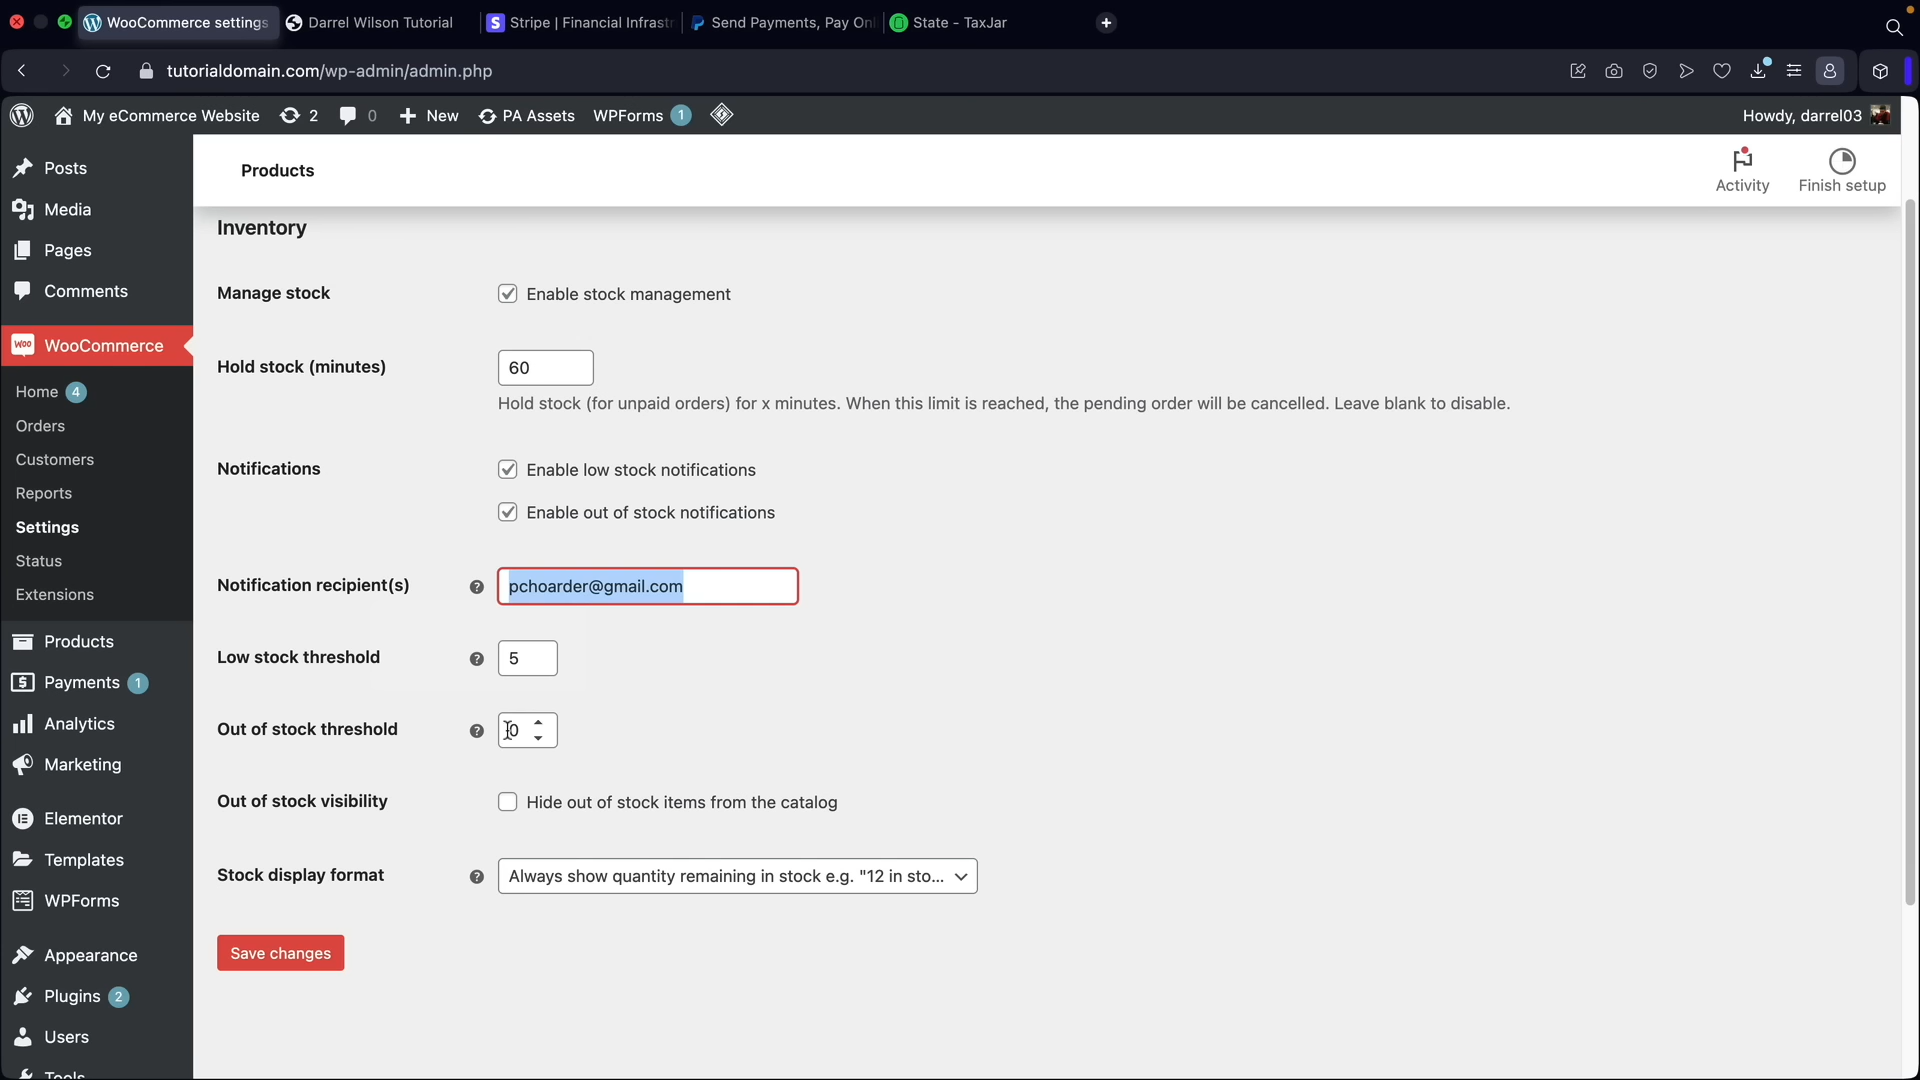 WooCommerce settings
Darrel Wilson Tutorial
Stripe | Financial Infrastr
Send Payments, Pay Onl
State - TaxJar
tutorialdomain.com/wp-admin/admin.php
My eCommerce Website
2
0
New
PA Assets
WPForms 1
Howdy, darrel03
Posts
Media
Pages
Comments
WooCommerce
Home 4
Orders
Customers
Reports
Settings
Status
Extensions
Products
Payments 1
Analytics
Marketing
Elementor
Templates
WPForms
Appearance
Plugins 2
Users
Tools
Products
Activity
Finish setup
Inventory
Manage stock
Enable stock management
Hold stock (minutes)
60
Hold stock (for unpaid orders) for x minutes. When this limit is reached, the pending order will be cancelled. Leave blank to disable.
Notifications
Enable low stock notifications
Enable out of stock notifications
Notification recipient(s)
pchoarder@gmail.com
Low stock threshold
5
Out of stock threshold
0
Out of stock visibility
Hide out of stock items from the catalog
Stock display format
Always show quantity remaining in stock e.g. "12 in sto...
Save changes